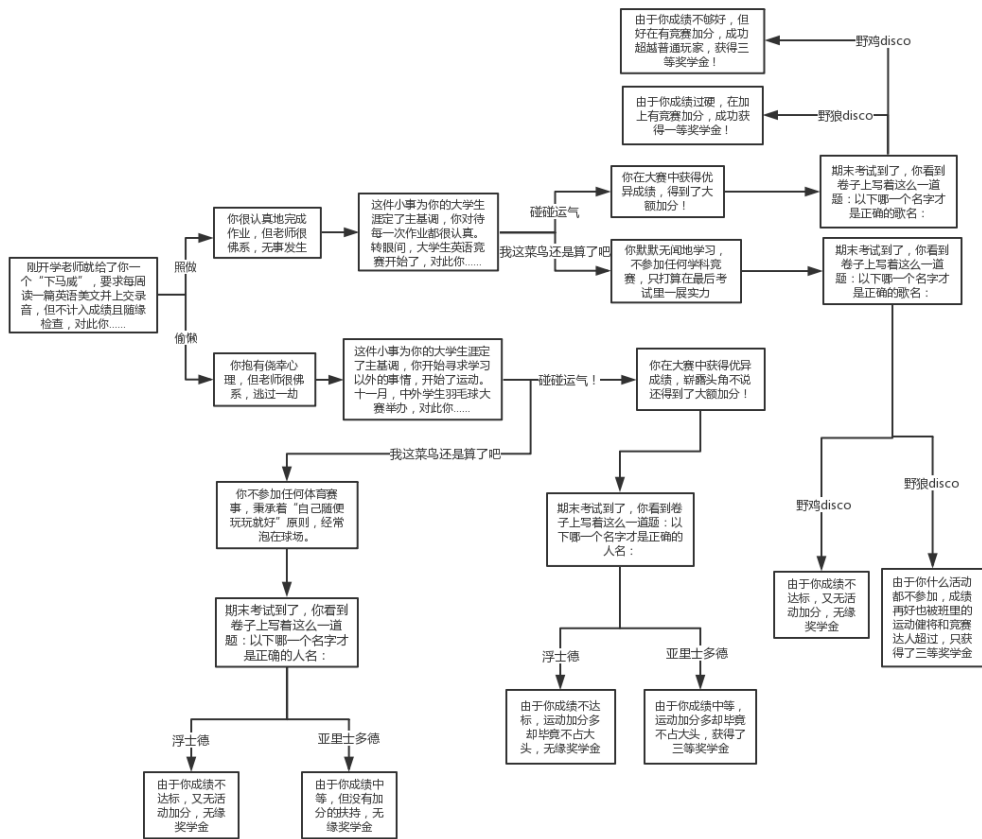 由于你成绩不够好，但
好在有竞赛加分，成功
超越普通玩家，获得三
等奖学金！
野鸡disco
由于你成绩过硬，在加
上有竞赛加分，成功获
得一等奖学金！
野狼disco
你在大赛中获得优
异成绩，得到了大
额加分！
期末考试到了，你看到
卷子上写着这么一道
题：以下哪一个名字才
是正确的歌名：
碰碰运气
这件小事为你的大学生
涯定了主基调，你对待
每一次作业都很认真。
转眼间，大学生英语竞
赛开始了，对此你……
你很认真地完成
作业，但老师很
佛系，无事发生
照做
我这菜鸟还是算了吧
你默默无闻地学习，
不参加任何学科竞
赛，只打算在最后考
试里一展实力
期末考试到了，你看到
卷子上写着这么一道
题：以下哪一个名字才
是正确的歌名：
刚开学老师就给了你一
个“下马威”，要求每周
读一篇英语美文并上交录
音，但不计入成绩且随缘
检查，对此你……
偷懒
你抱有侥幸心
理，但老师很佛
系，逃过一劫
这件小事为你的大学生涯定
了主基调，你开始寻求学习
以外的事情，开始了运动。
十一月，中外学生羽毛球大
赛举办，对此你……
碰碰运气！
你在大赛中获得优异
成绩，崭露头角不说
还得到了大额加分！
我这菜鸟还是算了吧
你不参加任何体育赛
事，秉承着“自己随便
玩玩就好”原则，经常
泡在球场。
期末考试到了，你看到卷
子上写着这么一道题：以
下哪一个名字才是正确的
人名：
野鸡disco
野狼disco
由于你成绩不
达标，又无活
动加分，无缘
奖学金
由于你什么活动
都不参加，成绩
再好也被班里的
运动健将和竞赛
达人超过，只获
得了三等奖学金
期末考试到了，你看到
卷子上写着这么一道
题：以下哪一个名字才
是正确的人名：
浮士德
亚里士多德
由于你成绩不达
标，运动加分多
却毕竟不占大
头，无缘奖学金
由于你成绩中等，
运动加分多却毕竟
不占大头，获得了
三等奖学金
浮士德
亚里士多德
由于你成绩不
达标，又无活
动加分，无缘
奖学金
由于你成绩中
等，但没有加
分的扶持，无
缘奖学金